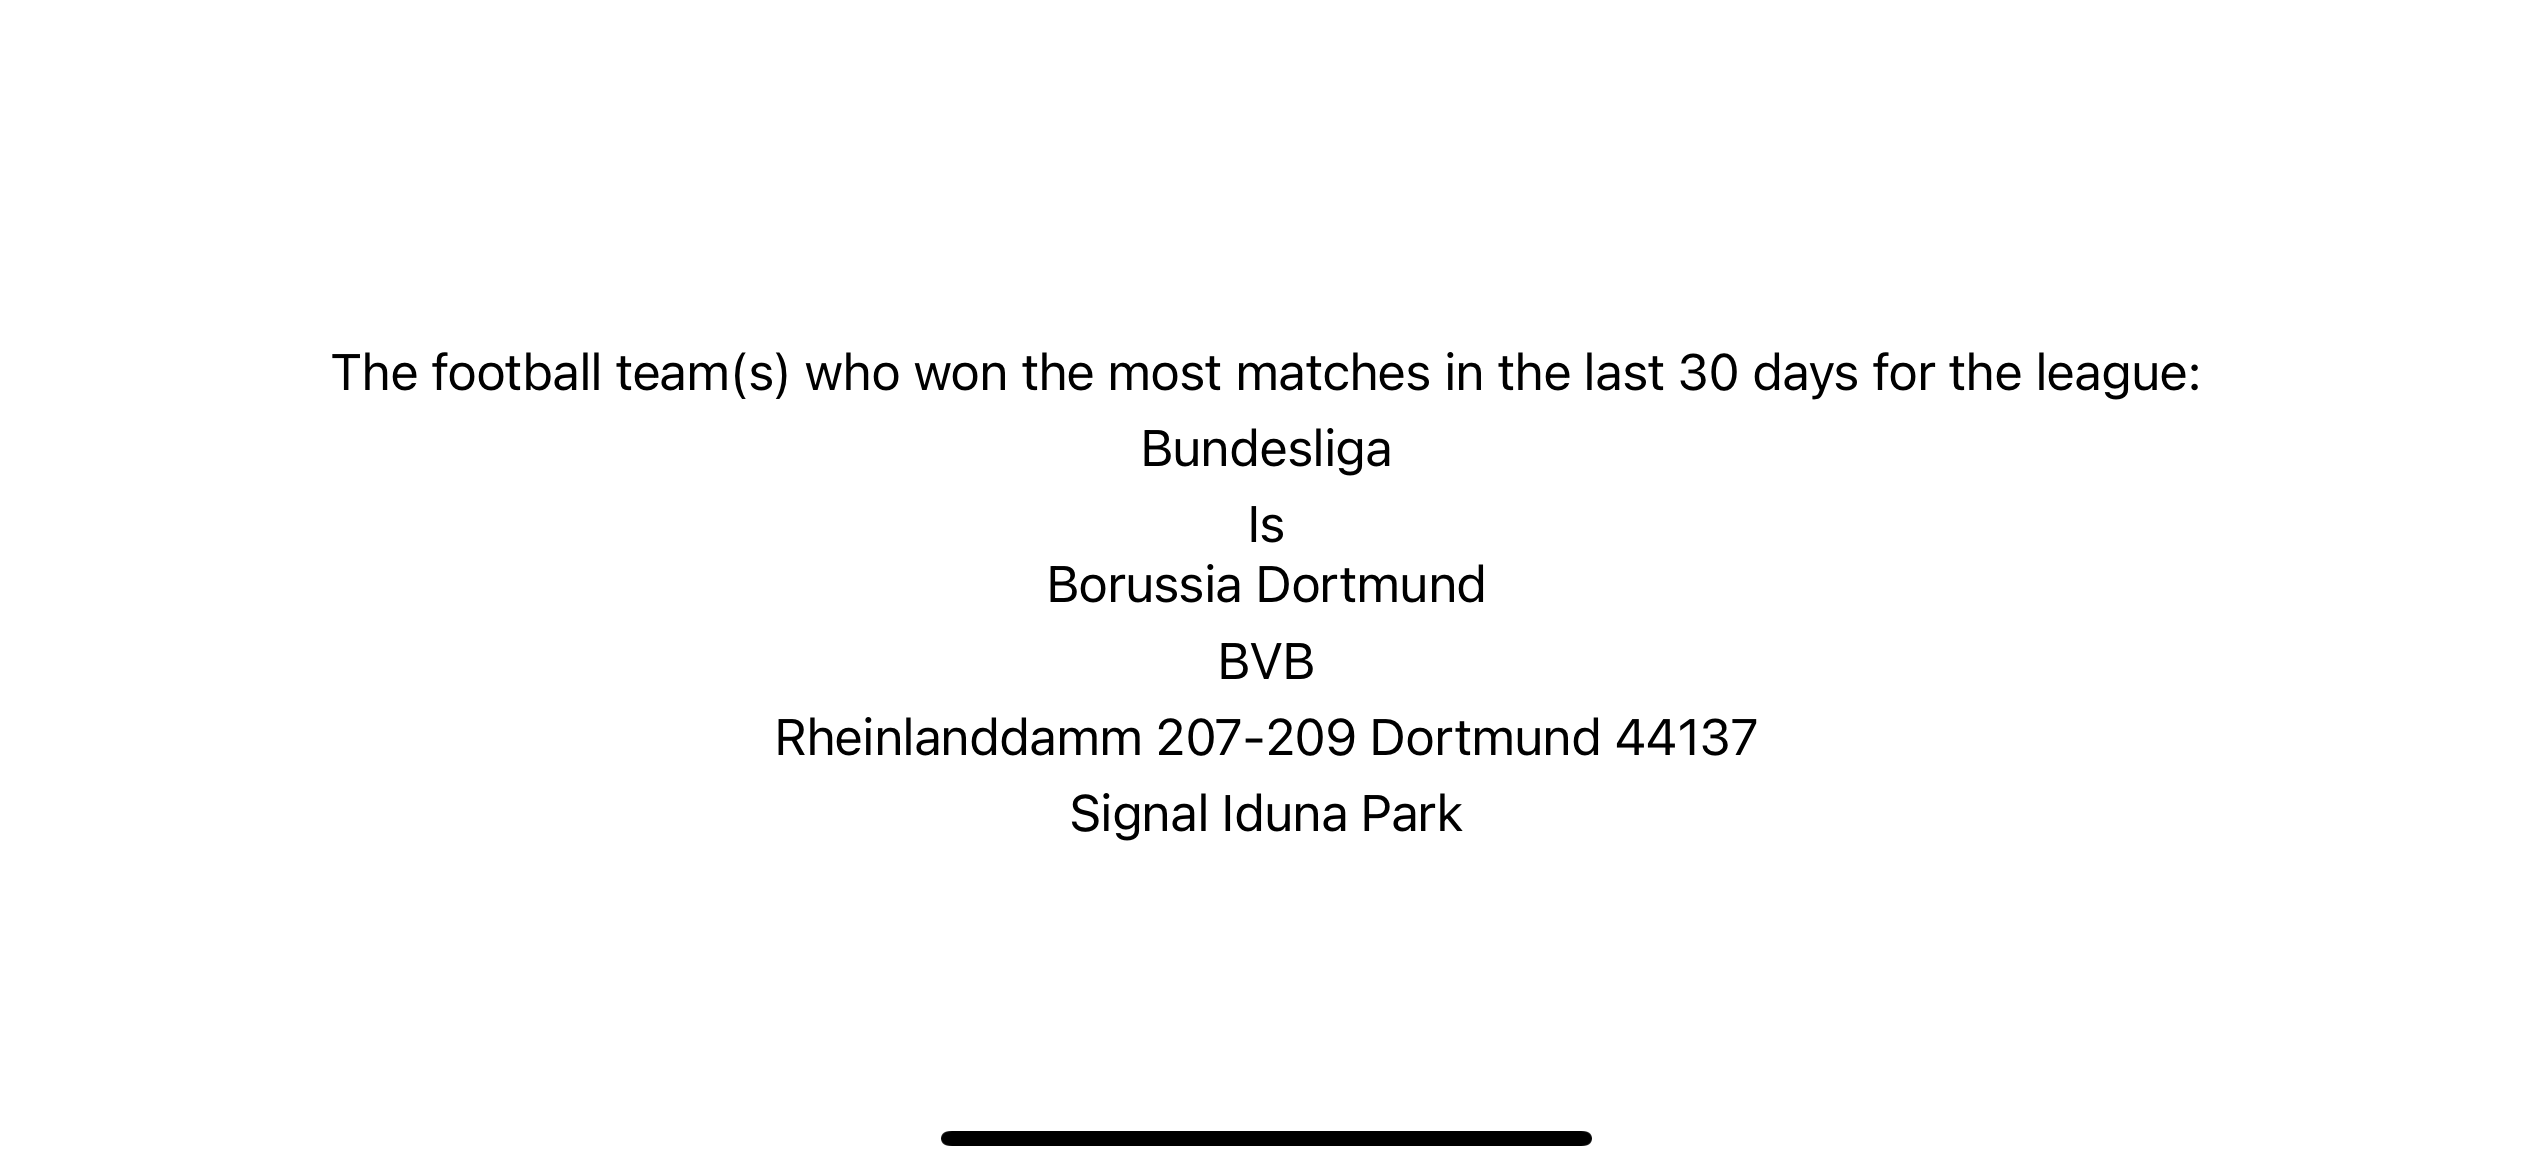 The football team(s) who won the most matches in the last 30 days for the league:
Bundesliga
Is
Borussia Dortmund
BVB
Rheinlanddamm 207-209 Dortmund 44137
Signal Iduna Park